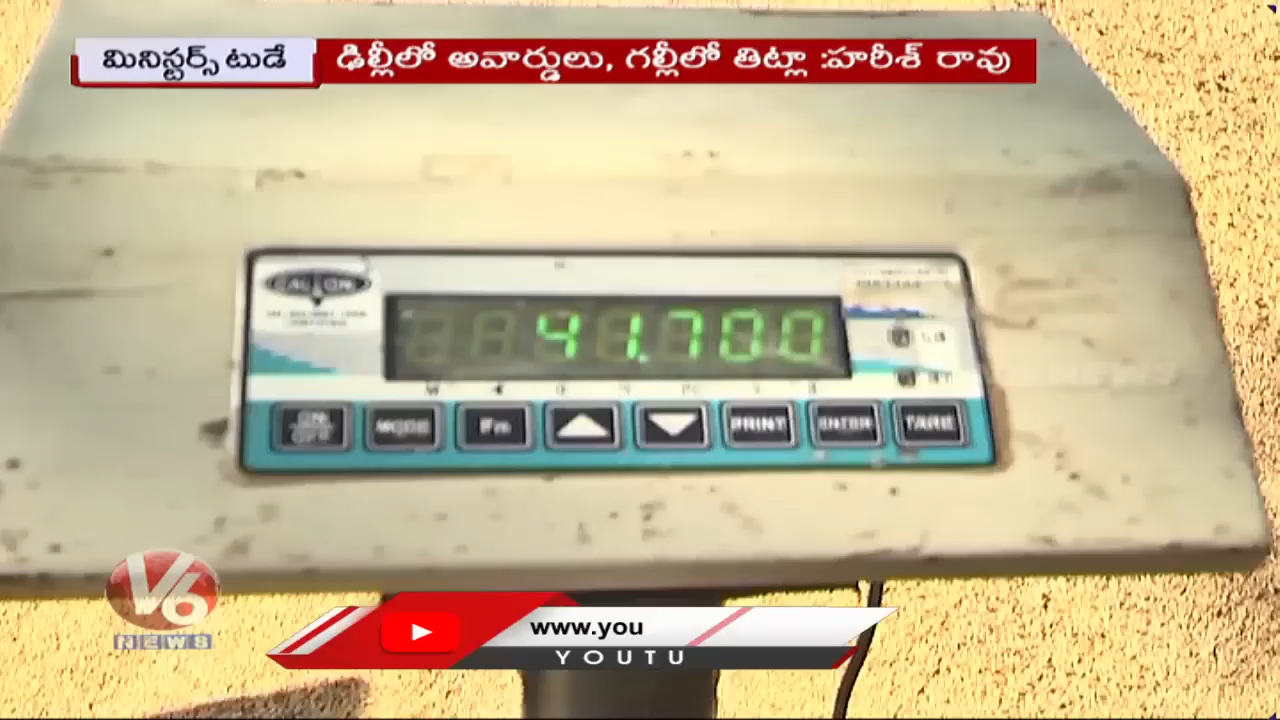 మినిస్టర్స్ టుడే ఢిల్లీలో అవార్డులు, గల్లీలో తిట్లా :హరీశ్ రావు
41.700
ON OFF MODE Fn PRINT ENTER TARE
V6 NEWS
www.you
YOUTU